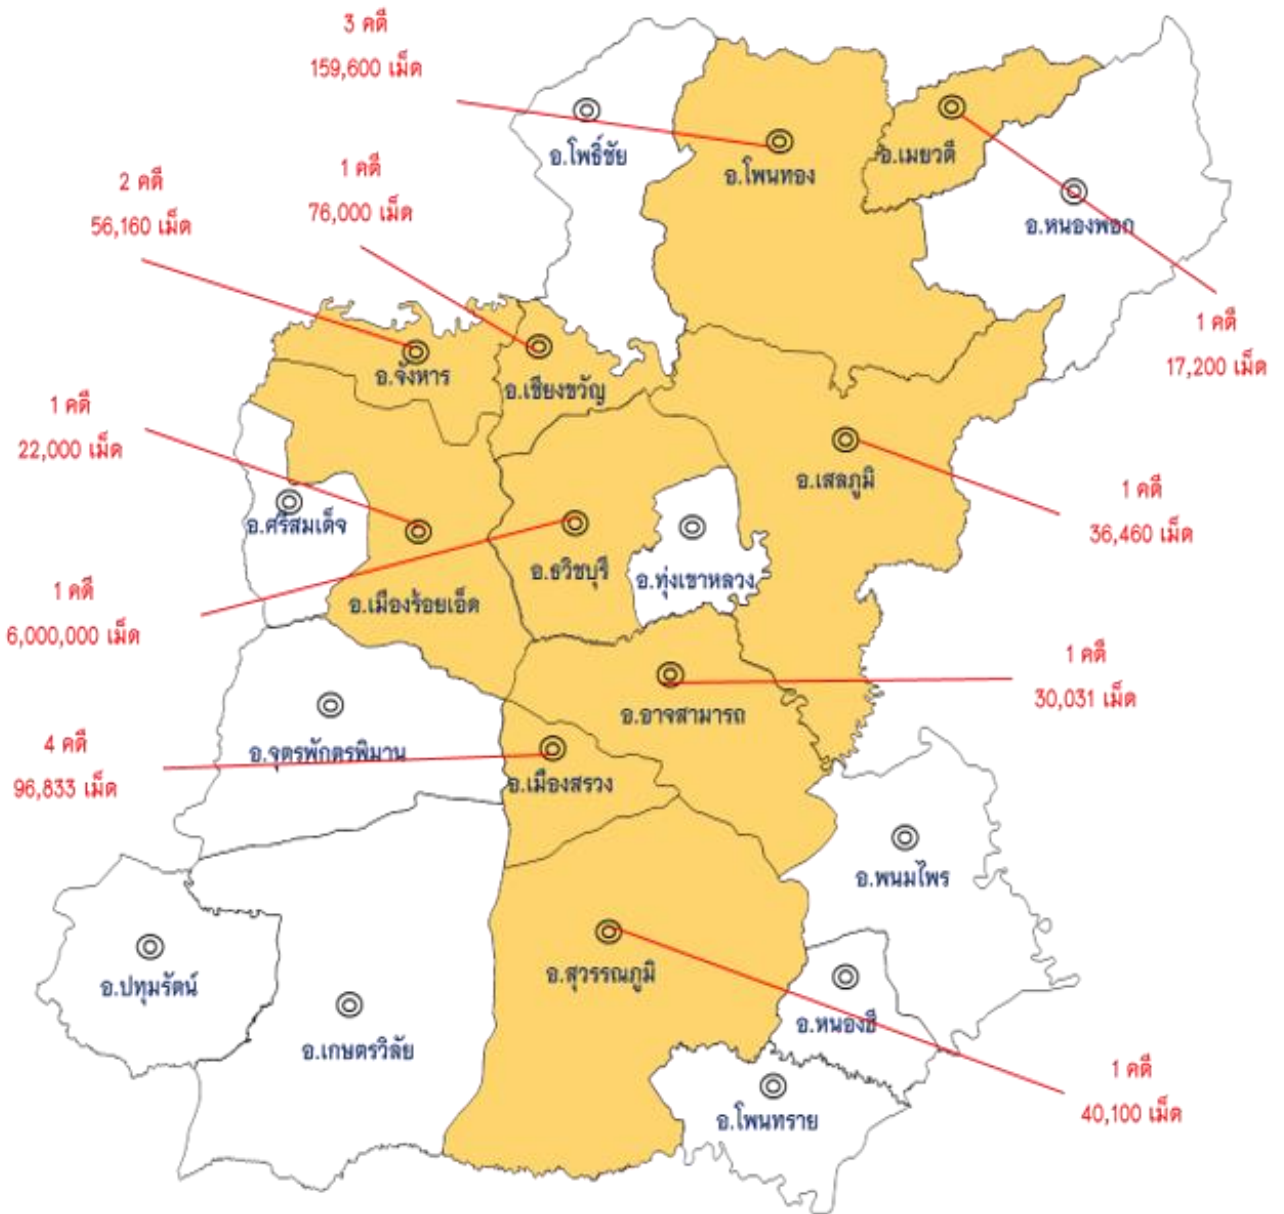 3 คดี
159,600 เม็ด
อ.โพธิ์ชัย
อ.โพนทอง
อ.เมยวดี
อ.หนองพอก
2 คดี
56,160 เม็ด
1 คดี
76,000 เม็ด
1 คดี
17,200 เม็ด
อ.จังหาร
อ.เชียงขวัญ
1 คดี
22,000 เม็ด
อ.เสลภูมิ
1 คดี
36,460 เม็ด
อ.ศรีสมเด็จ
อ.เมืองร้อยเอ็ด
อ.ธวัชบุรี
อ.ทุ่งเขาหลวง
1 คดี
6,000,000 เม็ด
1 คดี
30,031 เม็ด
อ.อาจสามารถ
อ.จุตรพักตรพิมาน
4 คดี
96,833 เม็ด
อ.เมืองสรวง
อ.พนมไพร
อ.ปทุมรัตน์
อ.สุวรรณภูมิ
อ.หนองฮี
อ.เกษตรวิลัย
1 คดี
40,100 เม็ด
อ.โพนทราย